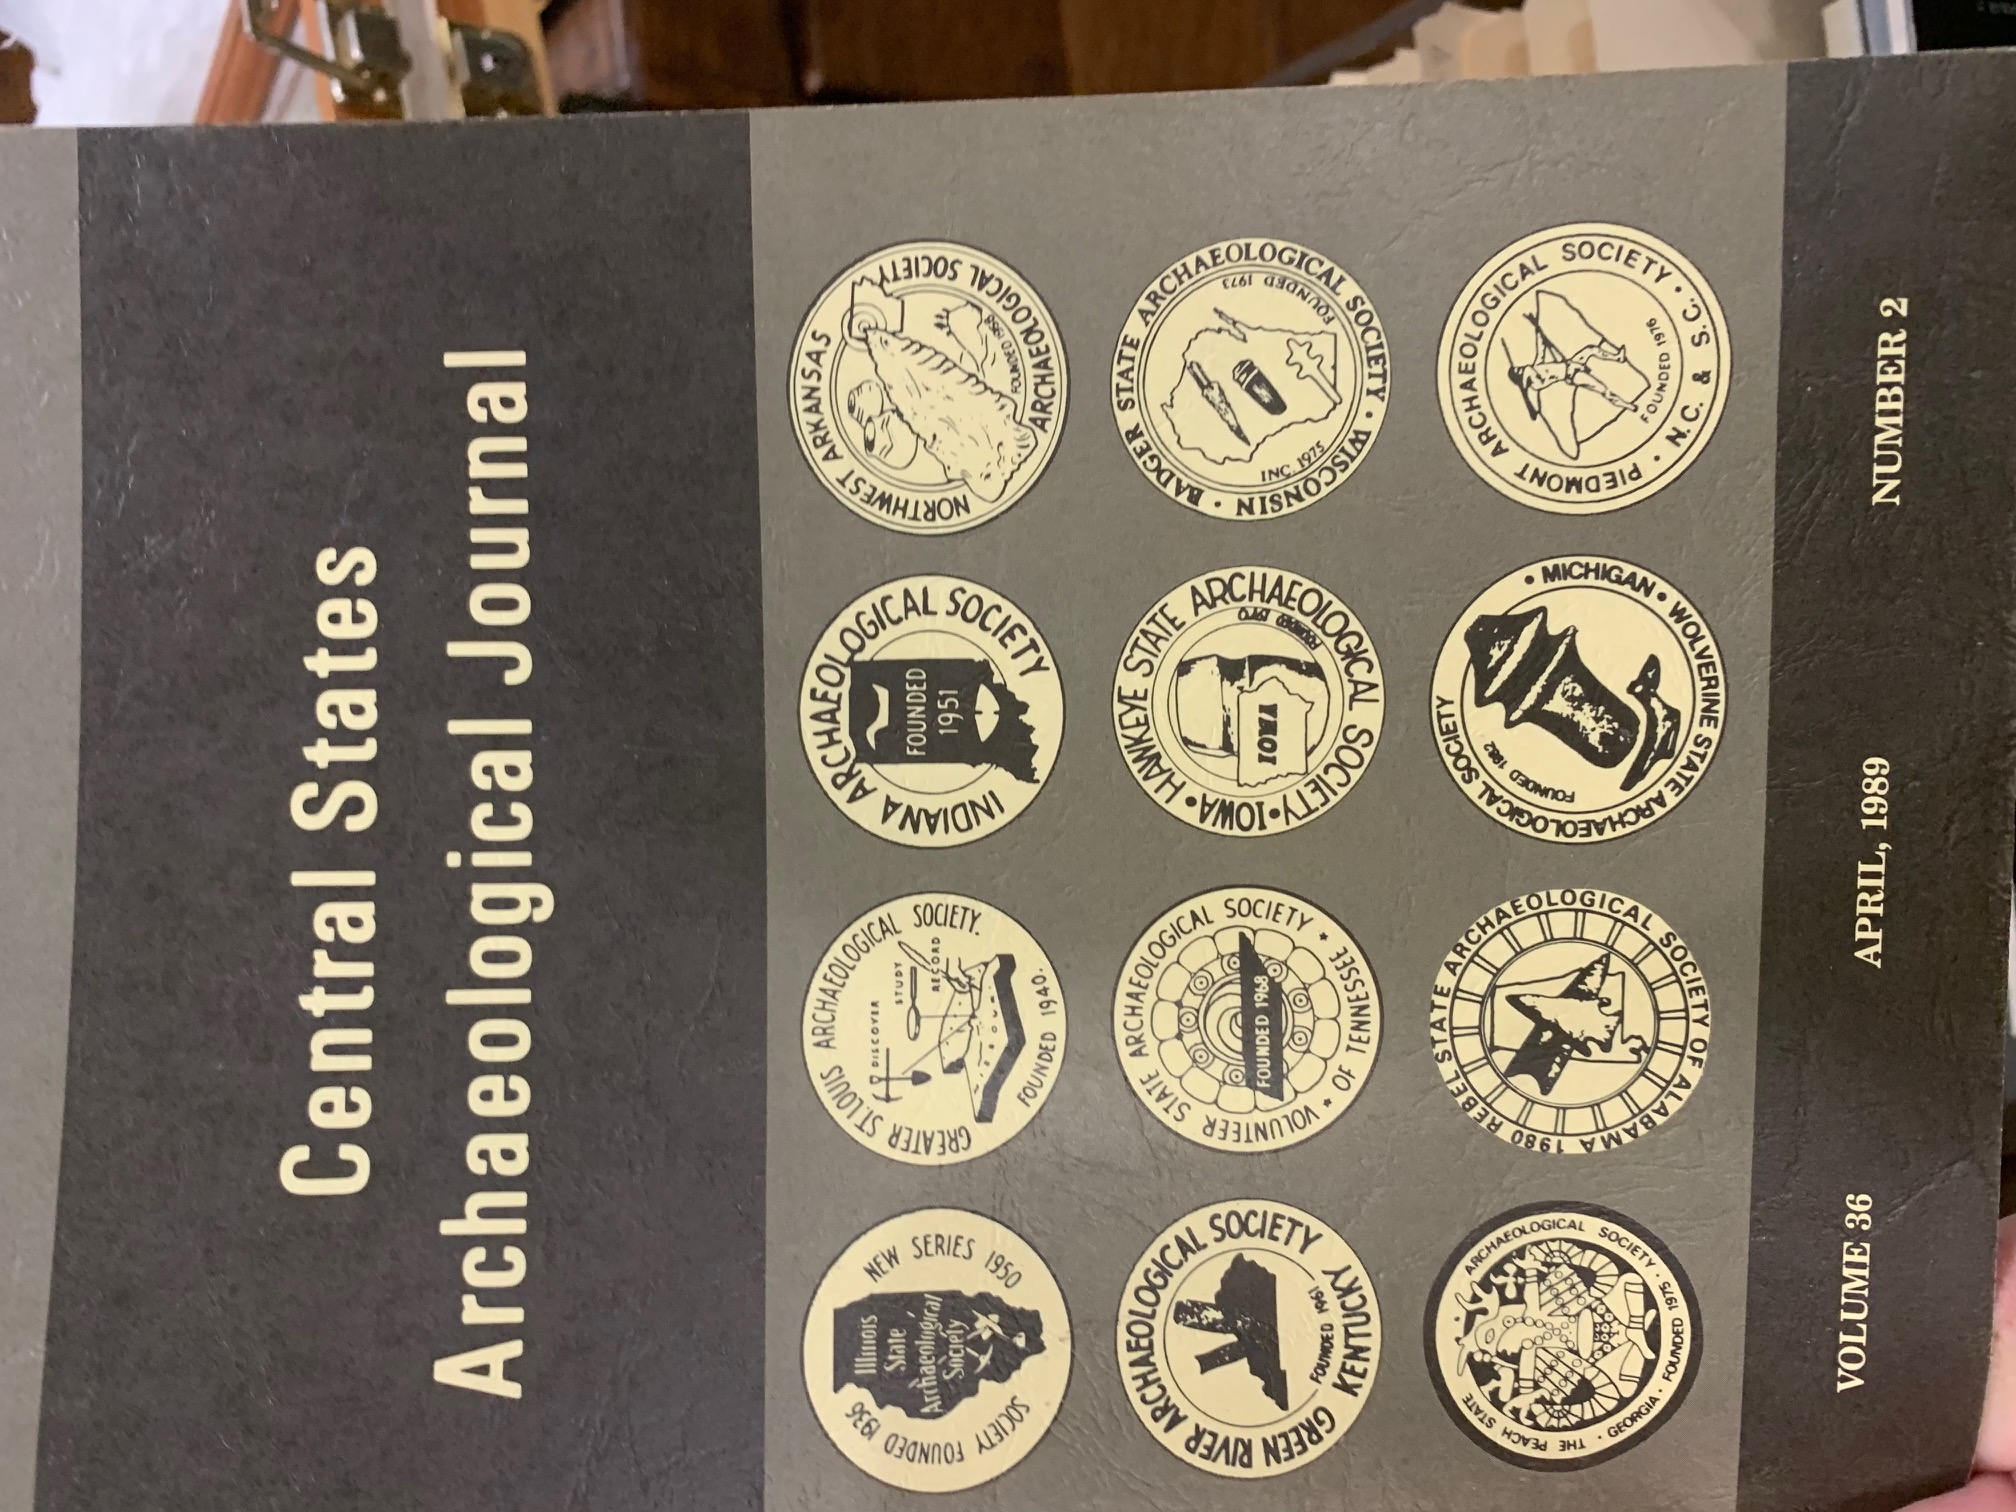 Central States
Archaeological Journal
Illinois
State
Archaeological
Society
NEW SERIES 1950
SOCIETY FOUNDED 1936
GREATER ST. LOUIS ARCHAEOLOGICAL SOCIETY.
DISCOVER
STUDY
RECORD
FOUNDED 1940.
INDIANA ARCHAEOLOGICAL SOCIETY
FOUNDED
1951
NORTHWEST ARKANSAS
ARCHAEOLOGICAL SOCIETY
FOUNDED 1958
GREEN RIVER ARCHAEOLOGICAL SOCIETY
FOUNDED 1961
KENTUCKY
VOLUNTEER STATE ARCHAEOLOGICAL SOCIETY
★ OF TENNESSEE ★
FOUNDED 1968
• HAWKEYE STATE ARCHAEOLOGICAL SOCIETY • IOWA
FOUNDED 1970
IOWA
BADGER STATE ARCHAEOLOGICAL SOCIETY • WISCONSIN •
FOUNDED 1973
INC. 1975
THE PEACH STATE ARCHAEOLOGICAL SOCIETY •
• GEORGIA • FOUNDED 1975
REBEL STATE ARCHAEOLOGICAL SOCIETY OF ALABAMA 1980
• MICHIGAN • WOLVERINE STATE ARCHAEOLOGICAL SOCIETY
FOUNDED 1982
PIEDMONT ARCHAEOLOGICAL SOCIETY •
N.C. & S.C. •
FOUNDED 1976
VOLUME 36 APRIL, 1989 NUMBER 2